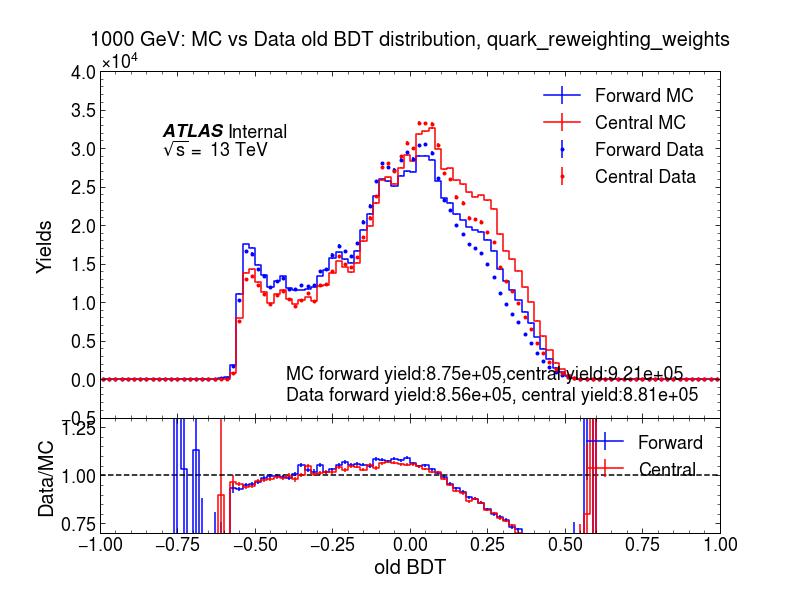 1000 GeV: MC vs Data old BDT distribution, quark_reweighting_weights
×10⁴
4.0
3.5
3.0
2.5
2.0
1.5
1.0
0.5
0.0
0.5
Yields
ATLAS Internal
√s = 13 TeV
Forward MC
Central MC
Forward Data
Central Data
MC forward yield:8.75e+05,central yield:9.21e+05
Data forward yield:8.56e+05, central yield:8.81e+05
1.25
1.00
0.75
Data/MC
Forward
Central
−1.00 −0.75 −0.50 −0.25 0.00 0.25 0.50 0.75 1.00
old BDT